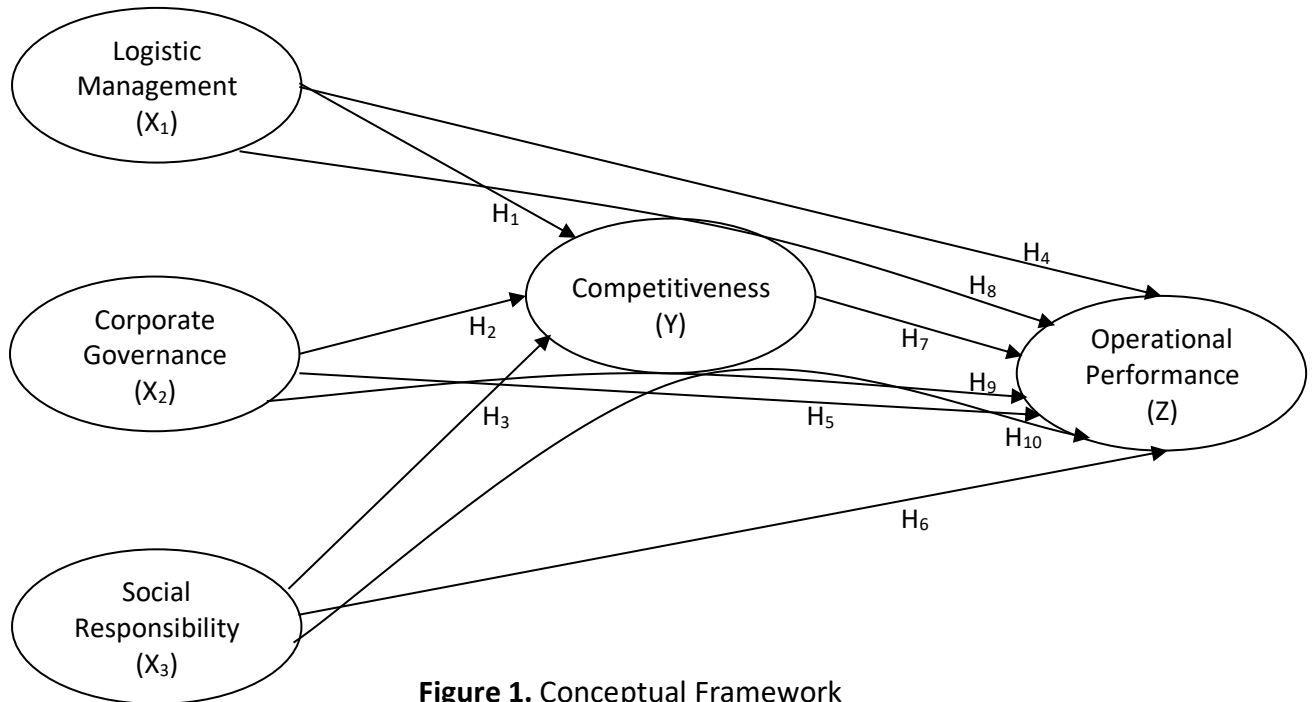 Logistic
Management
(X₁)
H₁
H₄
H₈
Competitiveness
(Y)
Corporate
Governance
(X₂)
H₂
H₇
Operational
Performance
(Z)
H₉
H₃
H₅
H₁₀
H₆
Social
Responsibility
(X₃)
Figure 1. Conceptual Framework